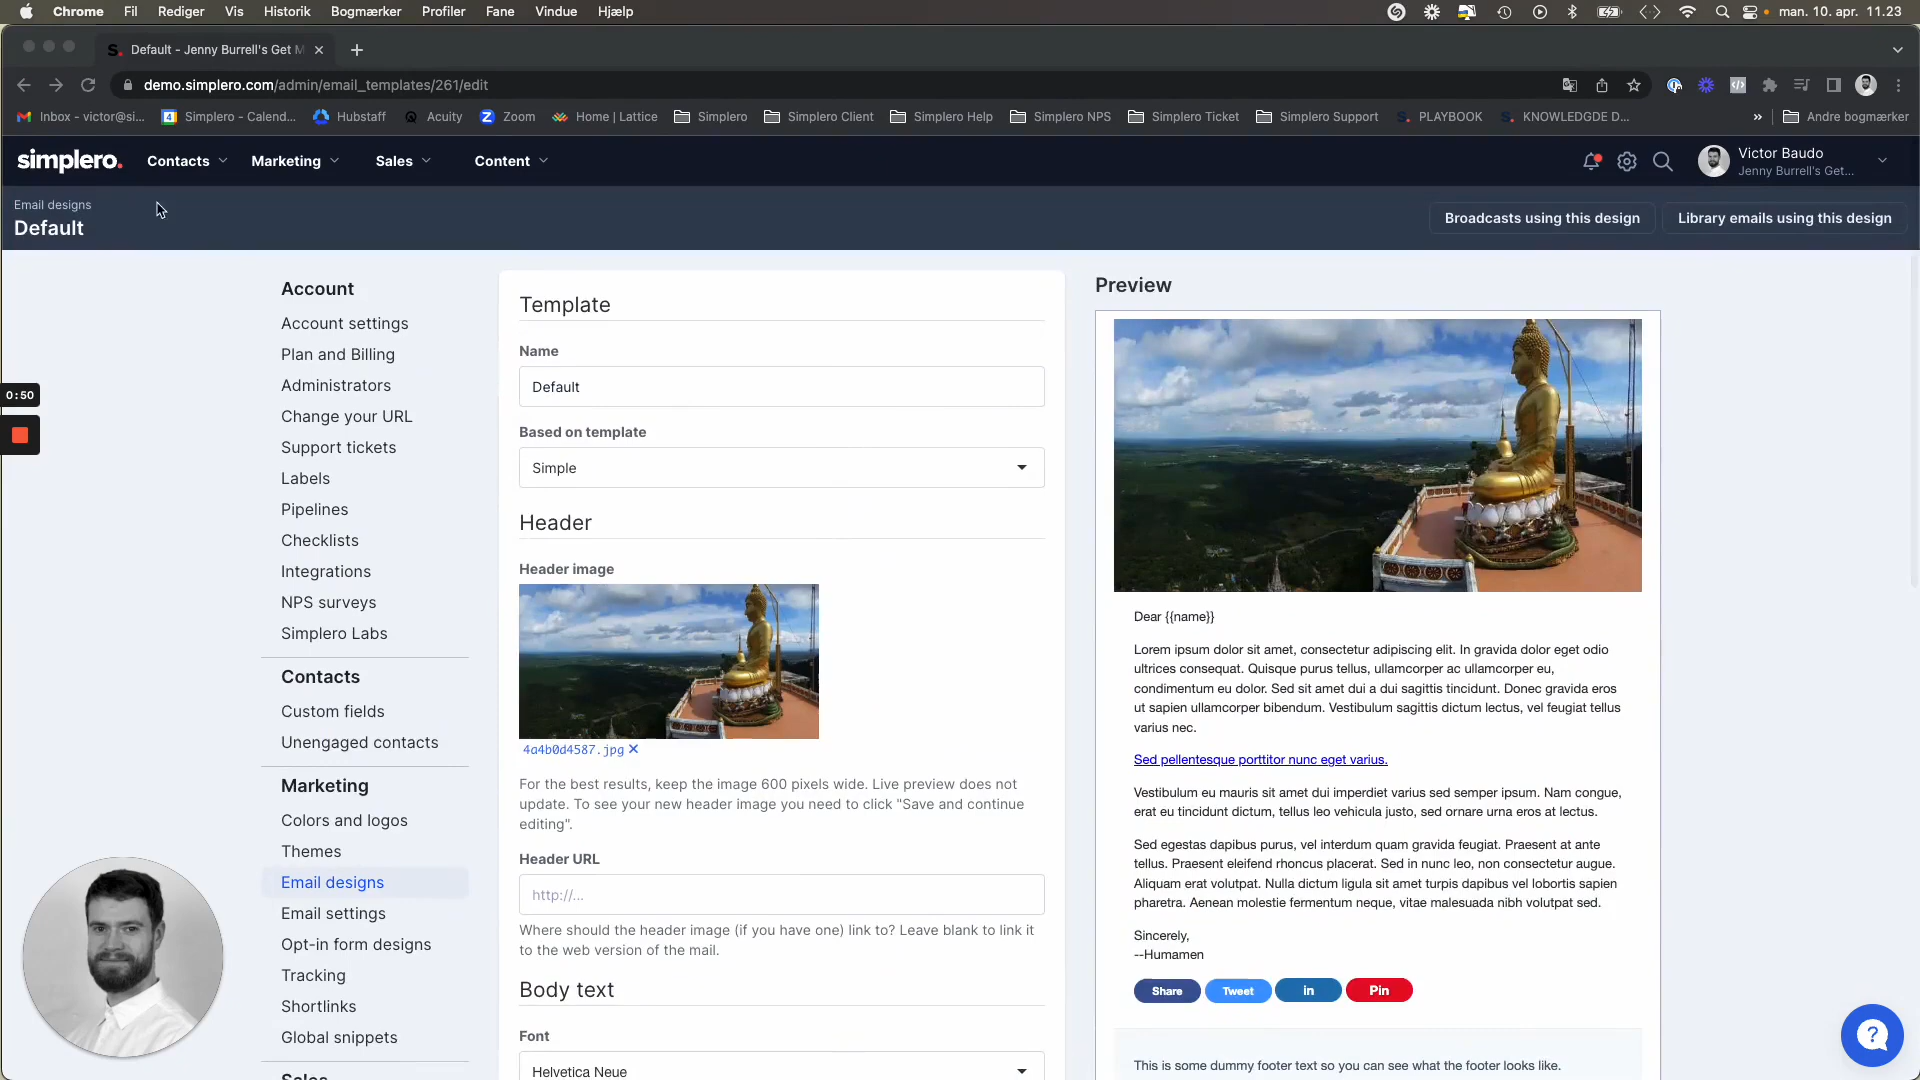 Chrome Fil Rediger Vis Historik Bogmærker Profiler Fane Vindue Hjælp
man. 10. apr. 11.23
Default - Jenny Burrell's Get M
demo.simplero.com/admin/email_templates/261/edit
Inbox - victor@si... Simplero - Calend... Hubstaff Acuity Zoom Home | Lattice Simplero Simplero Client Simplero Help Simplero NPS Simplero Ticket Simplero Support PLAYBOOK KNOWLEDGDE D... » Andre bogmærker
simplero. Contacts Marketing Sales Content
Victor Baudo
Jenny Burrell's Get...
Email designs
Default
Broadcasts using this design
Library emails using this design
0:50
Account
Account settings
Plan and Billing
Administrators
Change your URL
Support tickets
Labels
Pipelines
Checklists
Integrations
NPS surveys
Simplero Labs
Contacts
Custom fields
Unengaged contacts
Marketing
Colors and logos
Themes
Email designs
Email settings
Opt-in form designs
Tracking
Shortlinks
Global snippets
Sales
Template
Name
Default
Based on template
Simple
Header
Header image
4a4b0d4587.jpg
For the best results, keep the image 600 pixels wide. Live preview does not
update. To see your new header image you need to click "Save and continue
editing".
Header URL
http://...
Where should the header image (if you have one) link to? Leave blank to link it
to the web version of the mail.
Body text
Font
Helvetica Neue
Preview
Dear {{name}}
Lorem ipsum dolor sit amet, consectetur adipiscing elit. In gravida dolor eget odio
ultrices consequat. Quisque purus tellus, ullamcorper ac ullamcorper eu,
condimentum eu dolor. Sed sit amet dui a dui sagittis tincidunt. Donec gravida eros
ut sapien ullamcorper bibendum. Vestibulum sagittis dictum lectus, vel feugiat tellus
varius nec.
Sed pellentesque porttitor nunc eget varius.
Vestibulum eu mauris sit amet dui imperdiet varius sed semper ipsum. Nam congue,
erat eu tincidunt dictum, tellus leo vehicula justo, sed ornare urna eros at lectus.
Sed egestas dapibus purus, vel interdum quam gravida feugiat. Praesent at ante
tellus. Praesent eleifend rhoncus placerat. Sed in nunc leo, non consectetur augue.
Aliquam erat volutpat. Nulla dictum ligula sit amet turpis dapibus vel lobortis sapien
pharetra. Aenean molestie fermentum neque, vitae malesuada nibh volutpat sed.
Sincerely,
--Humamen
Share Tweet in Pin
This is some dummy footer text so you can see what the footer looks like.